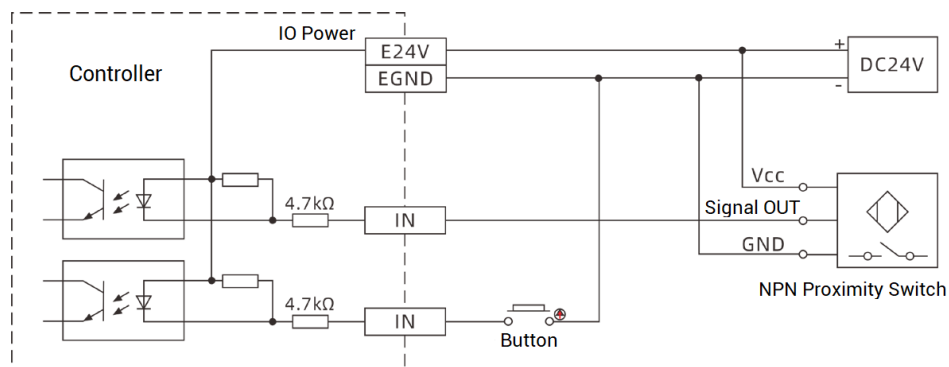 IO Power
E24V
EGND
+
DC24V
-
Controller
Vcc
4.7kΩ
IN
Signal OUT
GND
NPN Proximity Switch
4.7kΩ
IN
Button